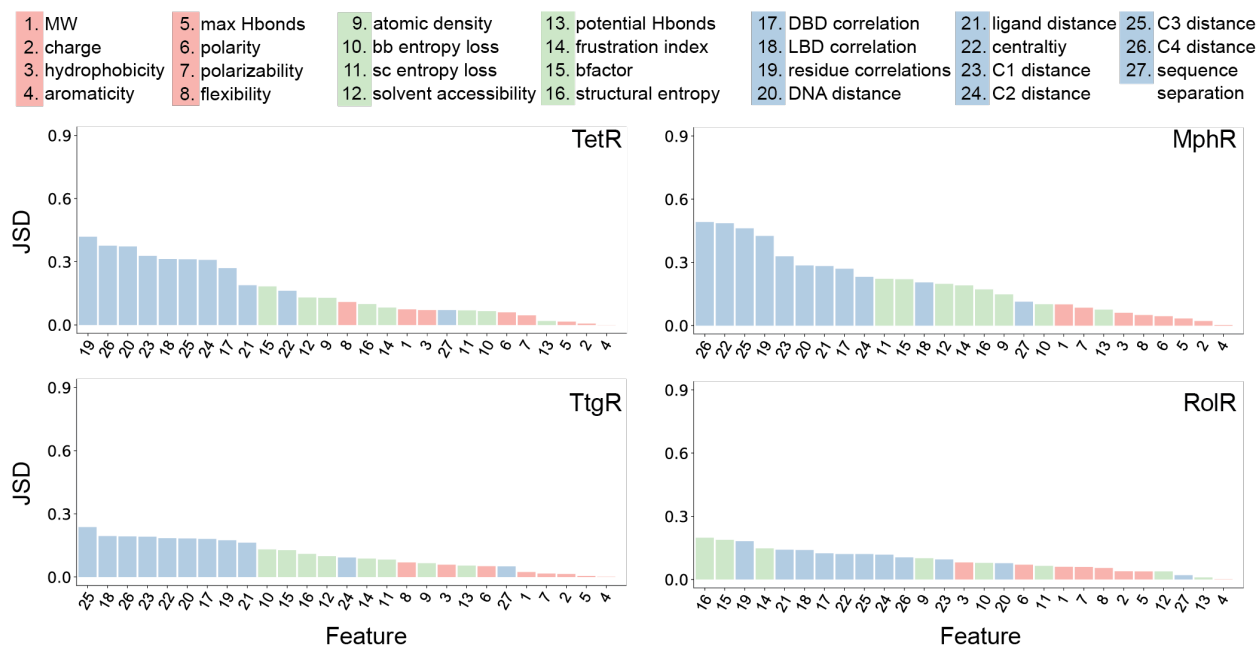 1. MW
2. charge
3. hydrophobicity
4. aromaticity
5. max Hbonds
6. polarity
7. polarizability
8. flexibility
9. atomic density
10. bb entropy loss
11. sc entropy loss
12. solvent accessibility
13. potential Hbonds
14. frustration index
15. bfactor
16. structural entropy
17. DBD correlation
18. LBD correlation
19. residue correlations
20. DNA distance
21. ligand distance
22. centraltiy
23. C1 distance
24. C2 distance
25. C3 distance
26. C4 distance
27. sequence
separation
TetR
JSD
0.9
0.6
0.3
0.0
19 26 20 23 18 25 24 17 21 15 22 12 9 8 16 14 1 3 27 11 10 6 7 13 5 2 4
MphR
0.9
0.6
0.3
0.0
26 22 25 19 23 20 21 17 24 11 15 18 12 14 16 9 27 10 1 7 13 3 8 6 5 2 4
TtgR
JSD
0.9
0.6
0.3
0.0
25 18 26 23 22 20 17 19 21 10 15 16 12 24 14 11 8 9 3 13 6 27 1 7 2 5 4
Feature
RolR
0.9
0.6
0.3
0.0
16 15 19 14 21 18 17 22 25 24 26 9 23 3 10 20 6 11 1 7 8 2 5 12 27 13 4
Feature